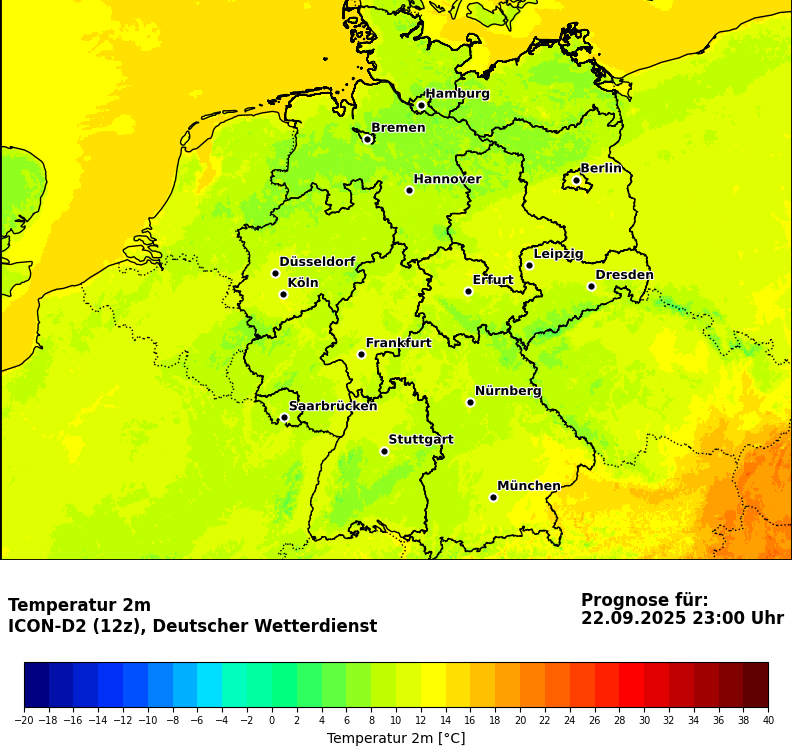 Hamburg
Bremen
Berlin
Hannover
Leipzig
Düsseldorf
Dresden
Köln
Erfurt
Frankfurt
Nürnberg
Saarbrücken
Stuttgart
München
Temperatur 2m
ICON-D2 (12z), Deutscher Wetterdienst
Prognose für:
22.09.2025 23:00 Uhr
−20 −18 −16 −14 −12 −10 −8 −6 −4 −2 0 2 4 6 8 10 12 14 16 18 20 22 24 26 28 30 32 34 36 38 40
Temperatur 2m [°C]